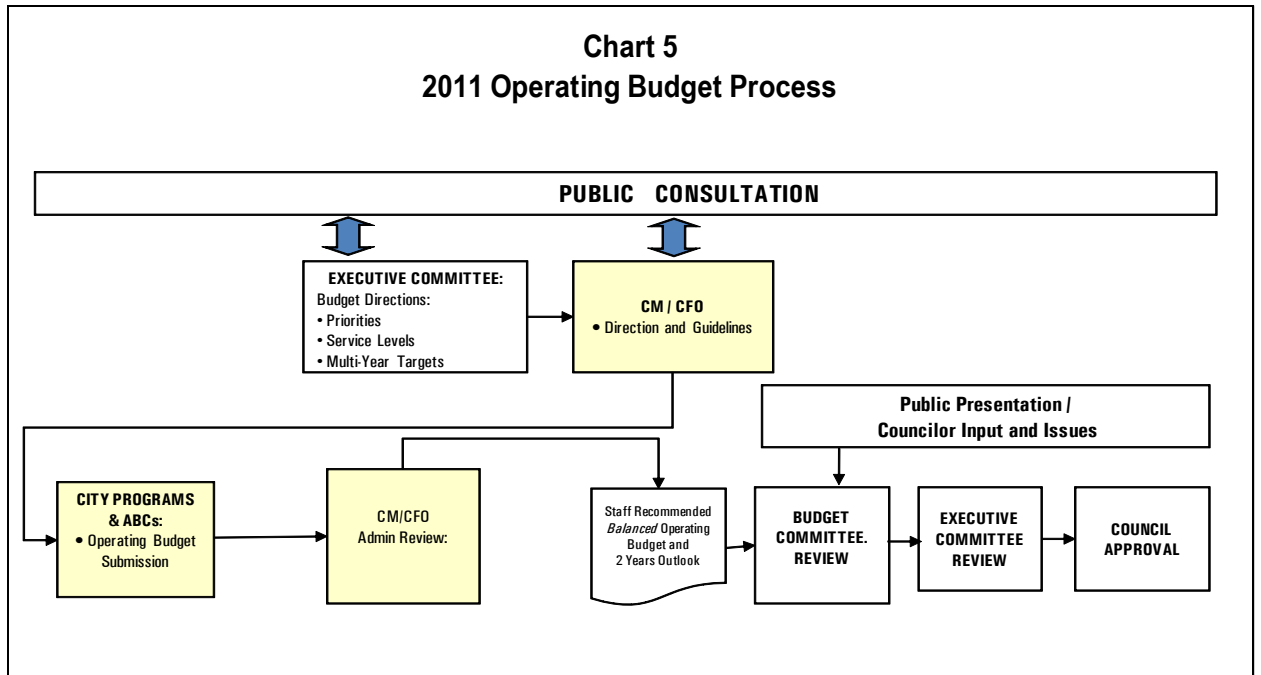 Chart 5
2011 Operating Budget Process
PUBLIC CONSULTATION
EXECUTIVE COMMITTEE:
Budget Directions:
• Priorities
• Service Levels
• Multi-Year Targets
CM / CFO
• Direction and Guidelines
Public Presentation /
Councilor Input and Issues
CITY PROGRAMS
& ABCs:
• Operating Budget
Submission
CM/CFO
Admin Review:
Staff Recommended
Balanced Operating
Budget and
2 Years Outlook
BUDGET
COMMITTEE.
REVIEW
EXECUTIVE
COMMITTEE
REVIEW
COUNCIL
APPROVAL